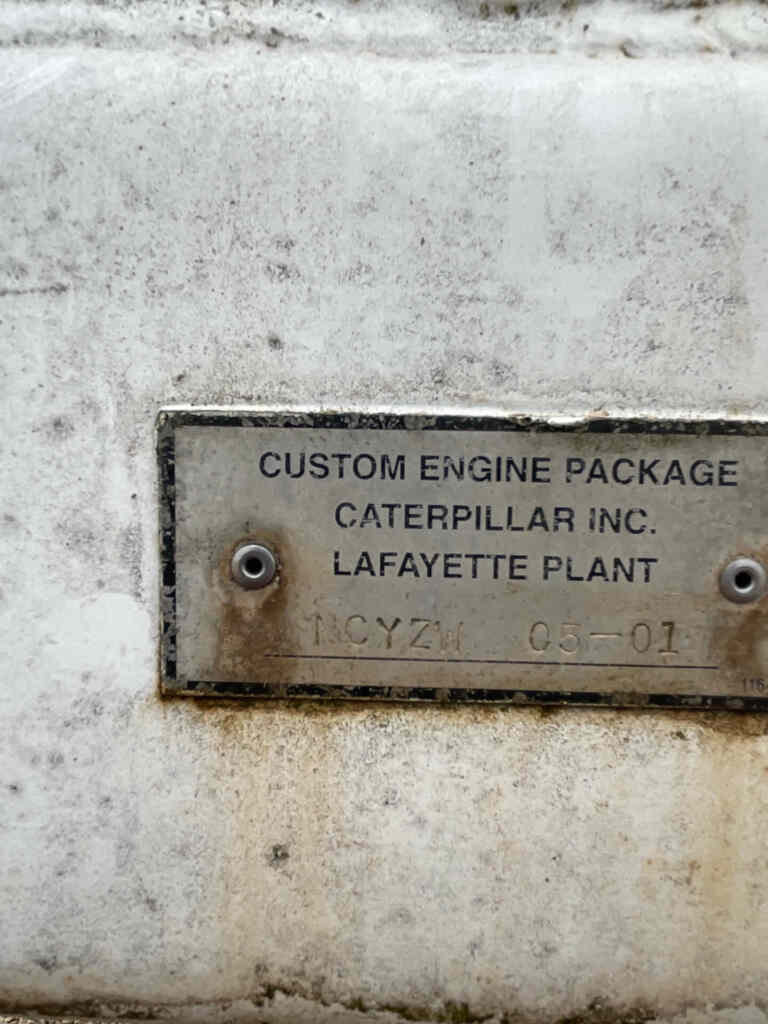 CUSTOM ENGINE PACKAGE
CATERPILLAR INC.
LAFAYETTE PLANT
NCYZW 05-01